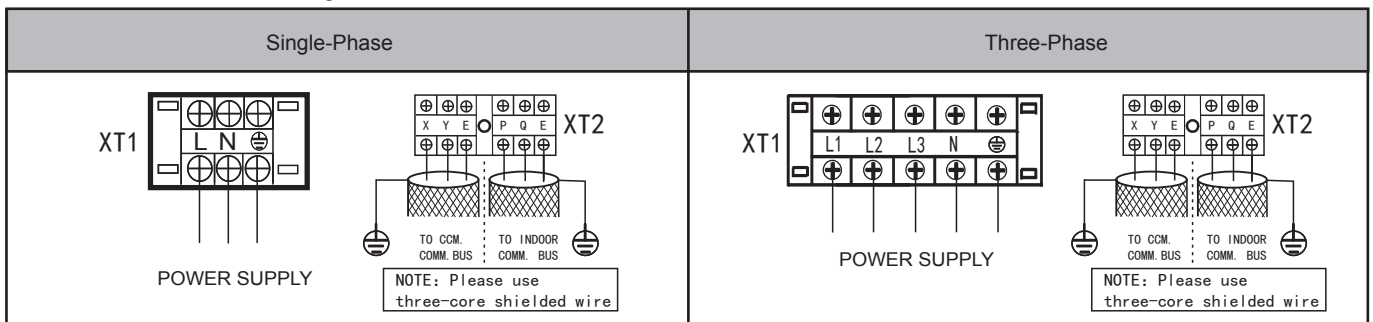 Single-Phase
Three-Phase
XT1
L N
X Y E P Q E
XT2
TO CCM.
COMM. BUS
TO INDOOR
COMM. BUS
POWER SUPPLY
NOTE: Please use
three-core shielded wire
XT1
L1 L2 L3 N
X Y E P Q E
XT2
TO CCM.
COMM. BUS
TO INDOOR
COMM. BUS
POWER SUPPLY
NOTE: Please use
three-core shielded wire